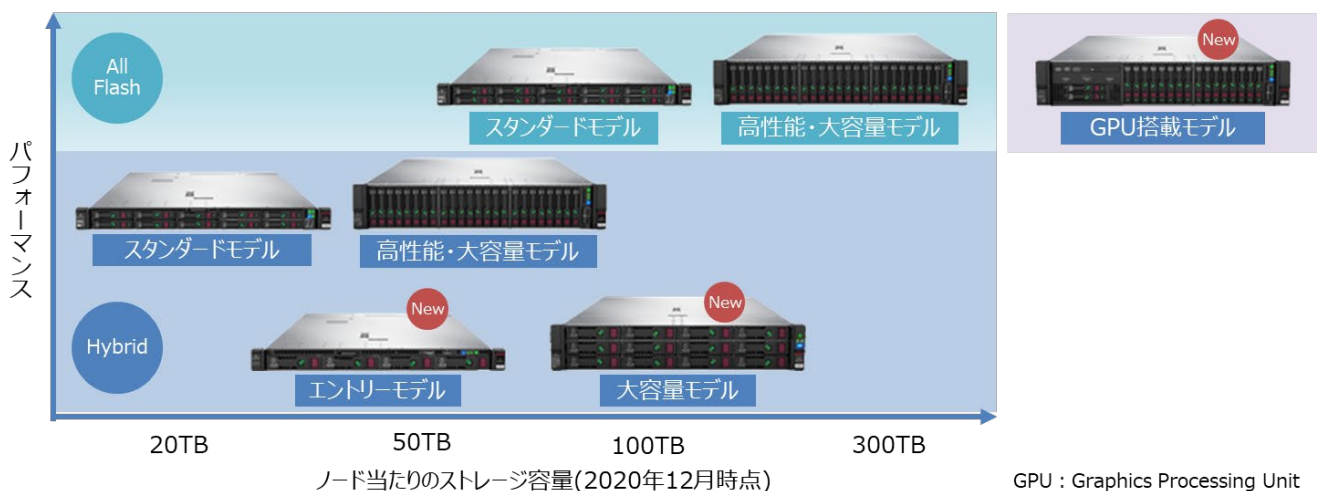 All
Flash
New
スタンダードモデル
高性能・大容量モデル
GPU搭載モデル
パフォーマンス
スタンダードモデル
高性能・大容量モデル
New
New
Hybrid
エントリーモデル
大容量モデル
20TB
50TB
100TB
300TB
ノード当たりのストレージ容量(2020年12月時点)
GPU : Graphics Processing Unit